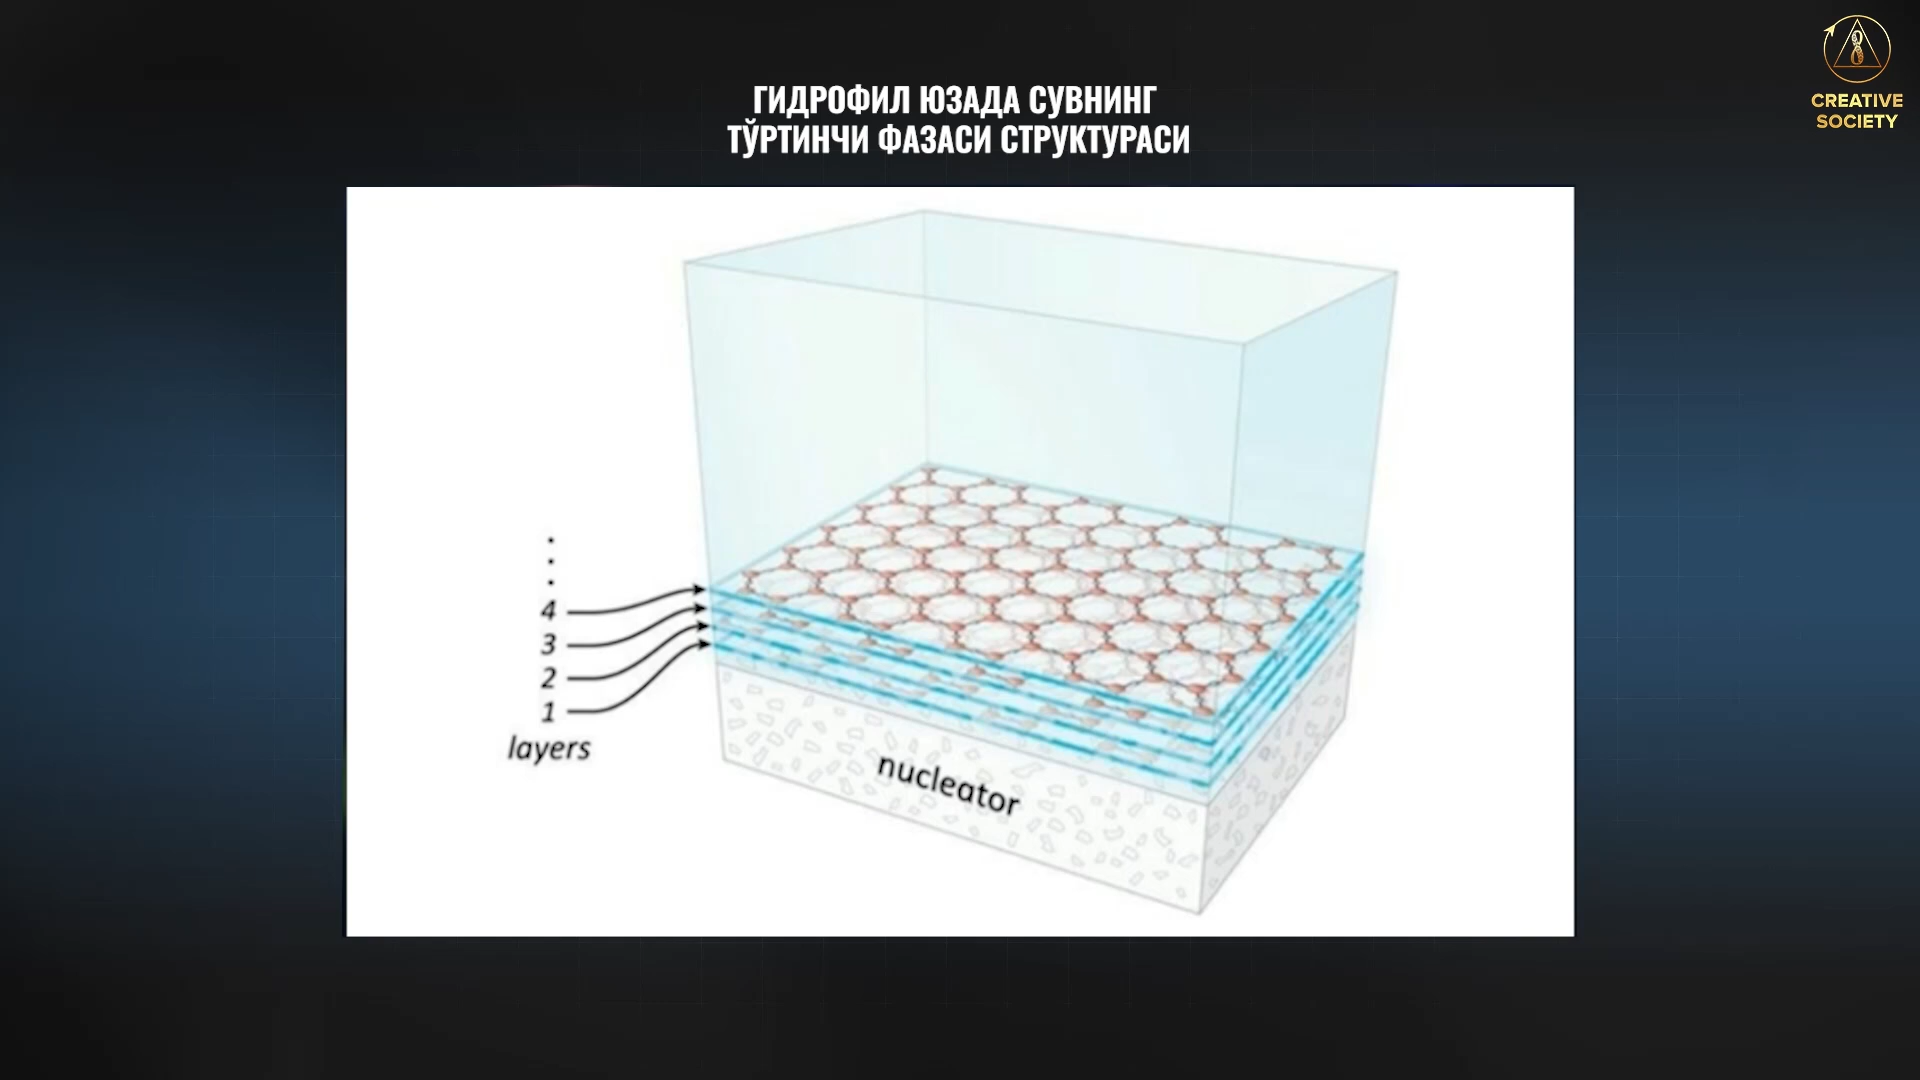 CREATIVE
SOCIETY
ГИДРОФИЛ ЮЗАДА СУВНИНГ
ТЎРТИНЧИ ФАЗАСИ СТРУКТУРАСИ
4
3
2
1
layers
nucleator